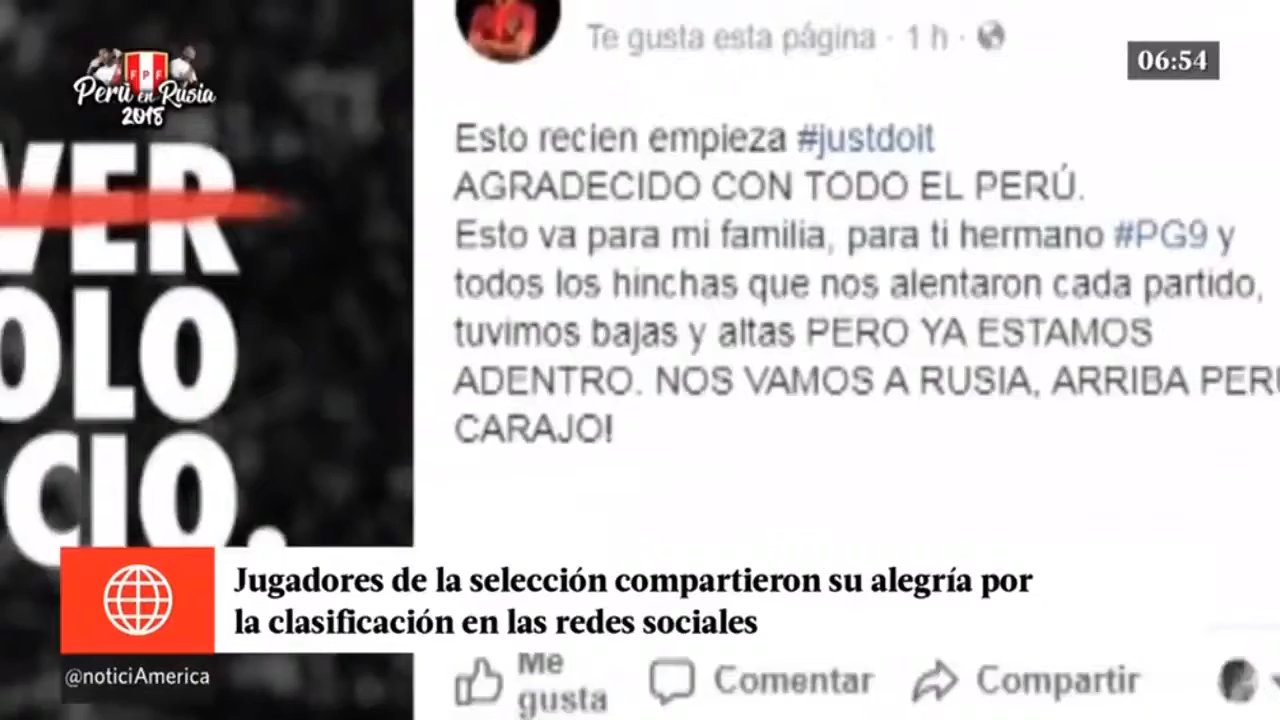 FPF
Perú en Rusia
2018
06:54
Te gusta esta página · 1 h ·
Esto recien empieza #justdoit
AGRADECIDO CON TODO EL PERÚ.
Esto va para mi familia, para ti hermano #PG9 y
todos los hinchas que nos alentaron cada partido,
tuvimos bajas y altas PERO YA ESTAMOS
ADENTRO. NOS VAMOS A RUSIA, ARRIBA PERU
CARAJO!
VER
OLO
CIO.
Jugadores de la selección compartieron su alegría por
la clasificación en las redes sociales
@noticiAmerica
Me
gusta
Comentar
Compartir